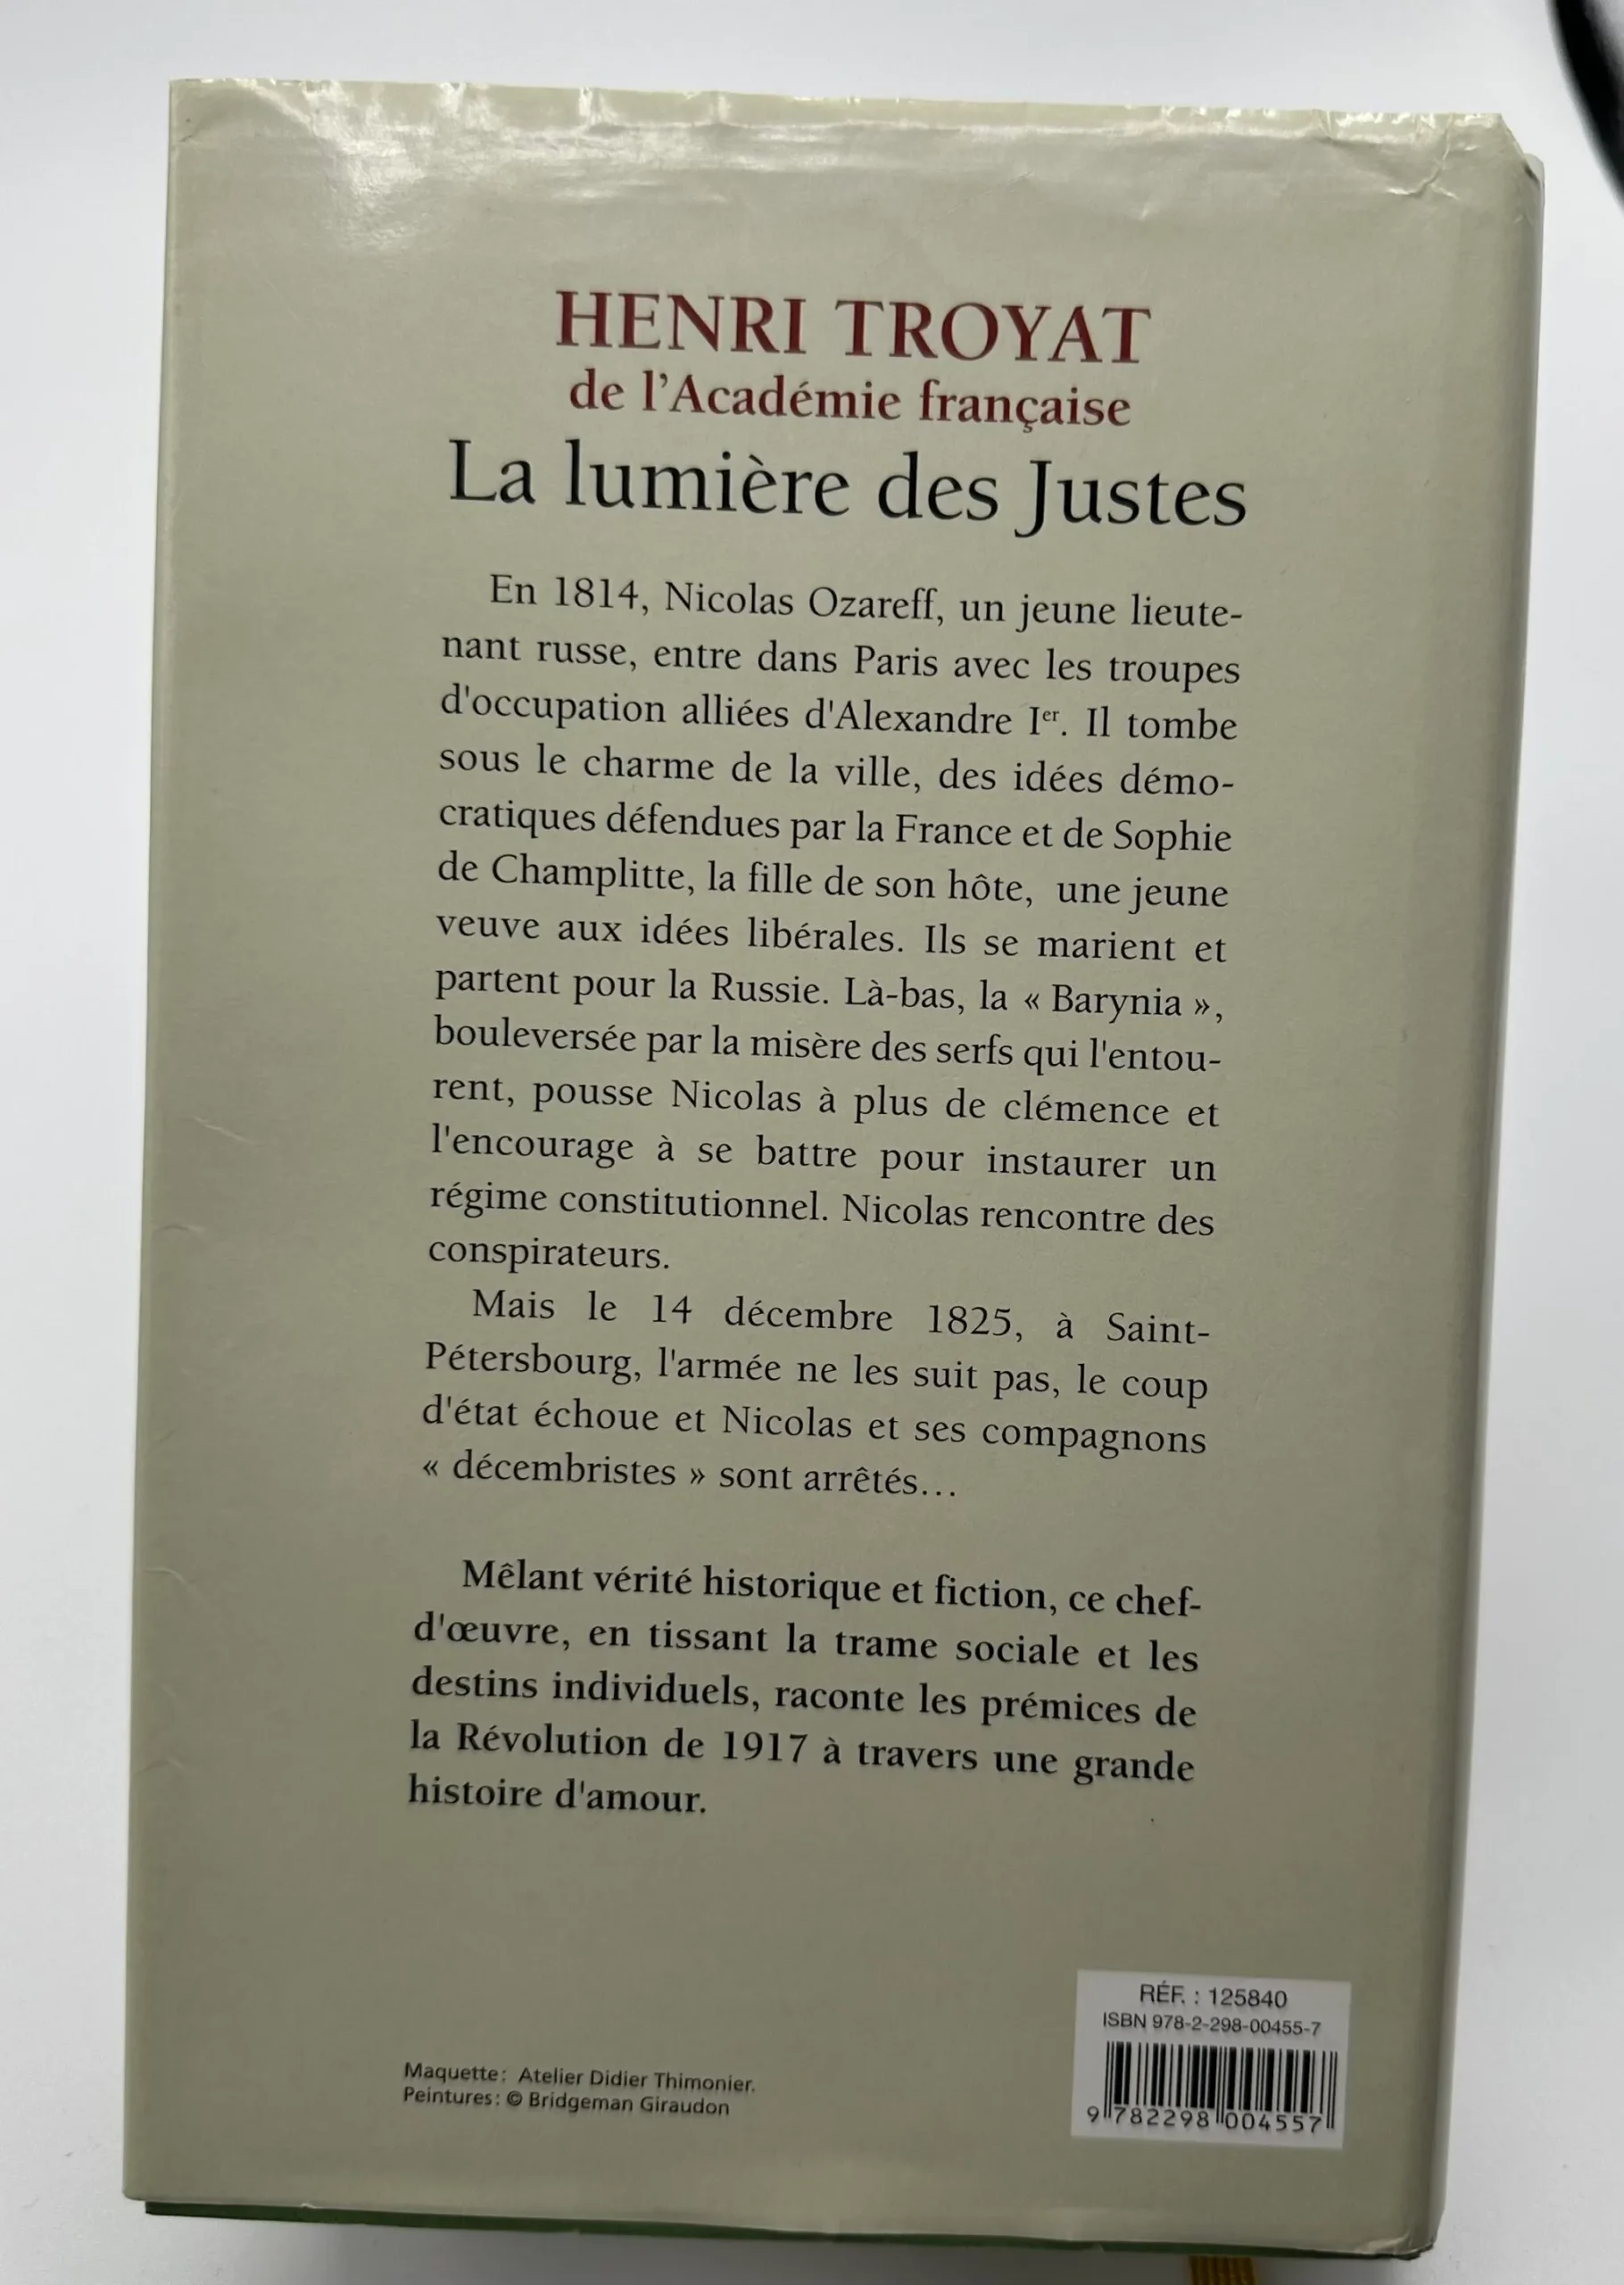 HENRI TROYAT
de l'Académie française
La lumière des Justes
En 1814, Nicolas Ozareff, un jeune lieute-
nant russe, entre dans Paris avec les troupes
d'occupation alliées d'Alexandre Ier. Il tombe
sous le charme de la ville, des idées démo-
cratiques défendues par la France et de Sophie
de Champlitte, la fille de son hôte, une jeune
veuve aux idées libérales. Ils se marient et
partent pour la Russie. Là-bas, la « Barynia »,
bouleversée par la misère des serfs qui l'entou-
rent, pousse Nicolas à plus de clémence et
l'encourage à se battre pour instaurer un
régime constitutionnel. Nicolas rencontre des
conspirateurs.
Mais le 14 décembre 1825, à Saint-
Pétersbourg, l'armée ne les suit pas, le coup
d'état échoue et Nicolas et ses compagnons
« décembristes » sont arrêtés...
Mêlant vérité historique et fiction, ce chef-
d'œuvre, en tissant la trame sociale et les
destins individuels, raconte les prémices de
la Révolution de 1917 à travers une grande
histoire d'amour.
RÉF. : 125840
ISBN 978-2-298-00455-7
9 782298 004557
Maquette : Atelier Didier Thimonier.
Peintures : © Bridgeman Giraudon